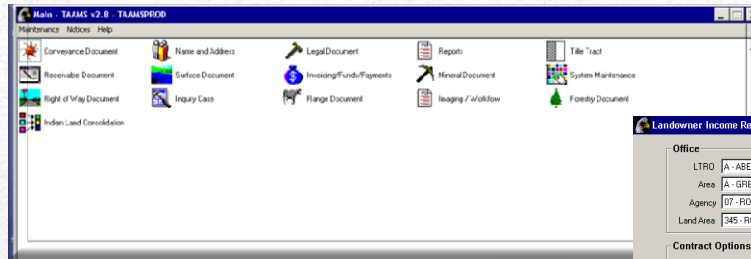 Main - TAAMS v2.8 - TAAMSPROD
Maintenance Notices Help
Conveyance Document Name and Address Legal Document Reports Title Tract
Receivable Document Surface Document Invoicing/Funds/Payments Mineral Document System Maintenance
Right of Way Document Inquiry Case Range Document Imaging / Workflow Forestry Document
Indian Land Consolidation
Landowner Income Re
Office
LTRO A - ABE
Area A - GRE
Agency 07 - RO
Land Area 345 - R
Contract Options